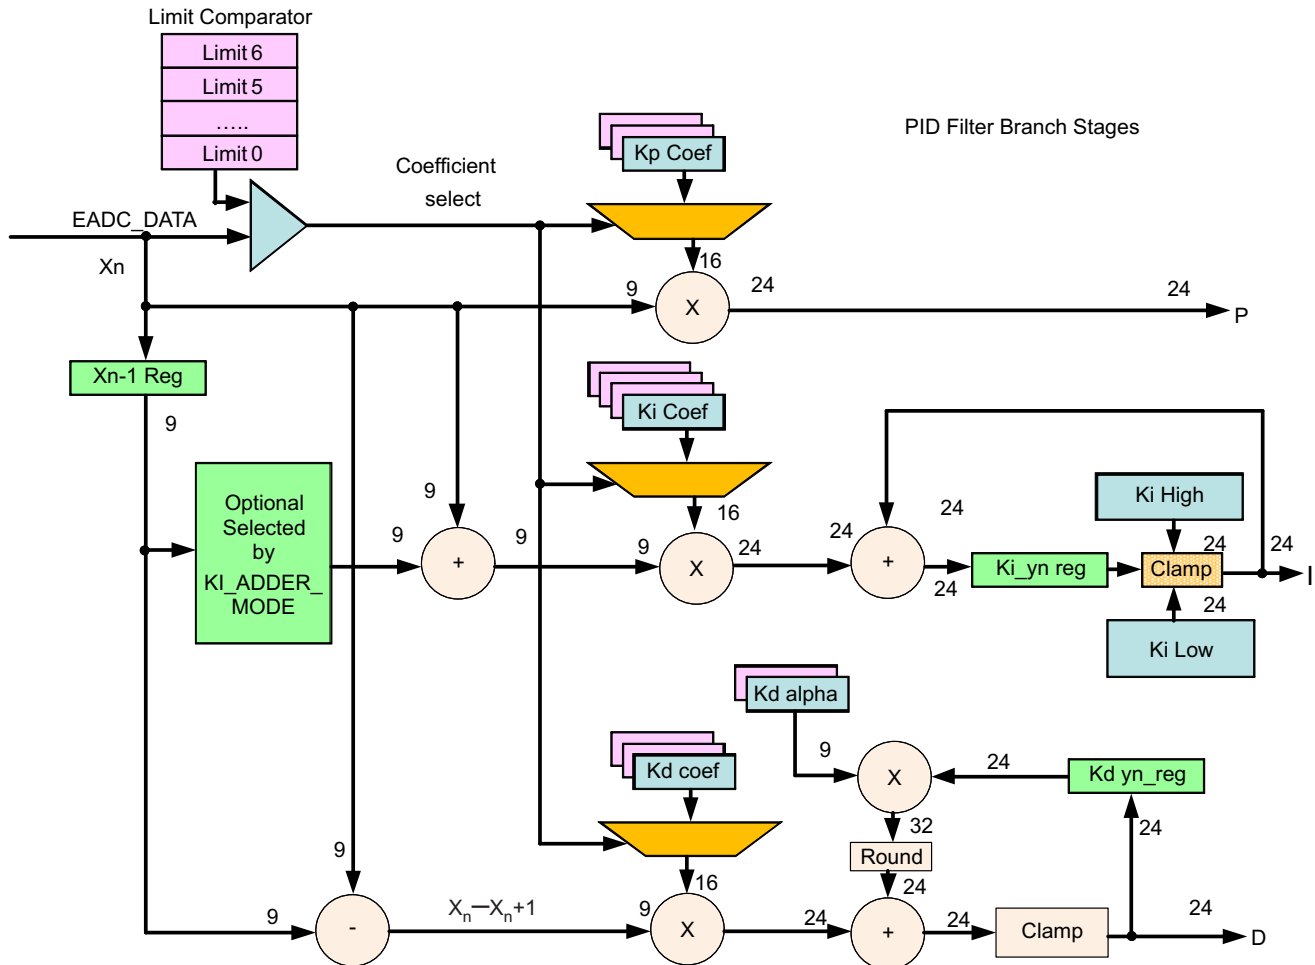 Limit Comparator
Limit 6
Limit 5
.....
Limit 0
PID Filter Branch Stages
Kp Coef
Coefficient
select
EADC_DATA
Xn
16
9
24
24
X
P
Xn-1 Reg
9
Ki Coef
Optional
Selected
by
KI_ADDER_
MODE
9
9
+
9
16
9
X
24
24
24
+
24
Ki_yn reg
Ki High
24
24
Clamp
I
24
Ki Low
Kd alpha
9
X
24
Kd yn_reg
Kd coef
32
24
Round
9
16
24
9
-
Xn—Xn+1
9
X
24
+
24
Clamp
24
D